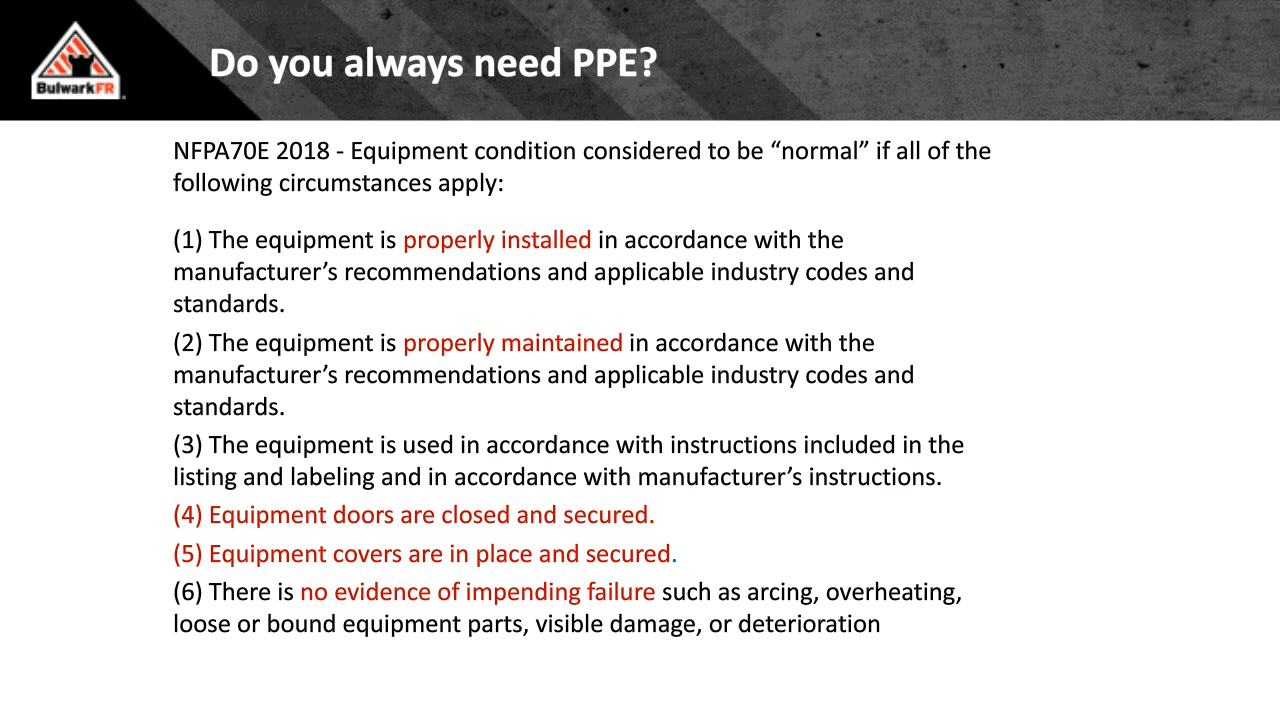 BulwarkFR
Do you always need PPE?
NFPA70E 2018 - Equipment condition considered to be “normal” if all of the
following circumstances apply:
(1) The equipment is properly installed in accordance with the
manufacturer’s recommendations and applicable industry codes and
standards.
(2) The equipment is properly maintained in accordance with the
manufacturer’s recommendations and applicable industry codes and
standards.
(3) The equipment is used in accordance with instructions included in the
listing and labeling and in accordance with manufacturer’s instructions.
(4) Equipment doors are closed and secured.
(5) Equipment covers are in place and secured.
(6) There is no evidence of impending failure such as arcing, overheating,
loose or bound equipment parts, visible damage, or deterioration